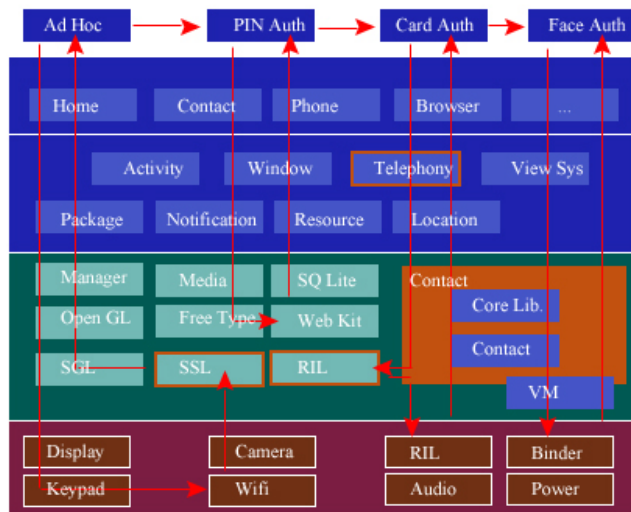 Ad Hoc PIN Auth Card Auth Face Auth
Home Contact Phone Browser ...
Activity Window Telephony View Sys
Package Notification Resource Location
Manager Media SQ Lite Contact
Open GL Free Type Web Kit Core Lib.
SGL SSL RIL Contact
VM
Display Camera RIL Binder
Keypad Wifi Audio Power